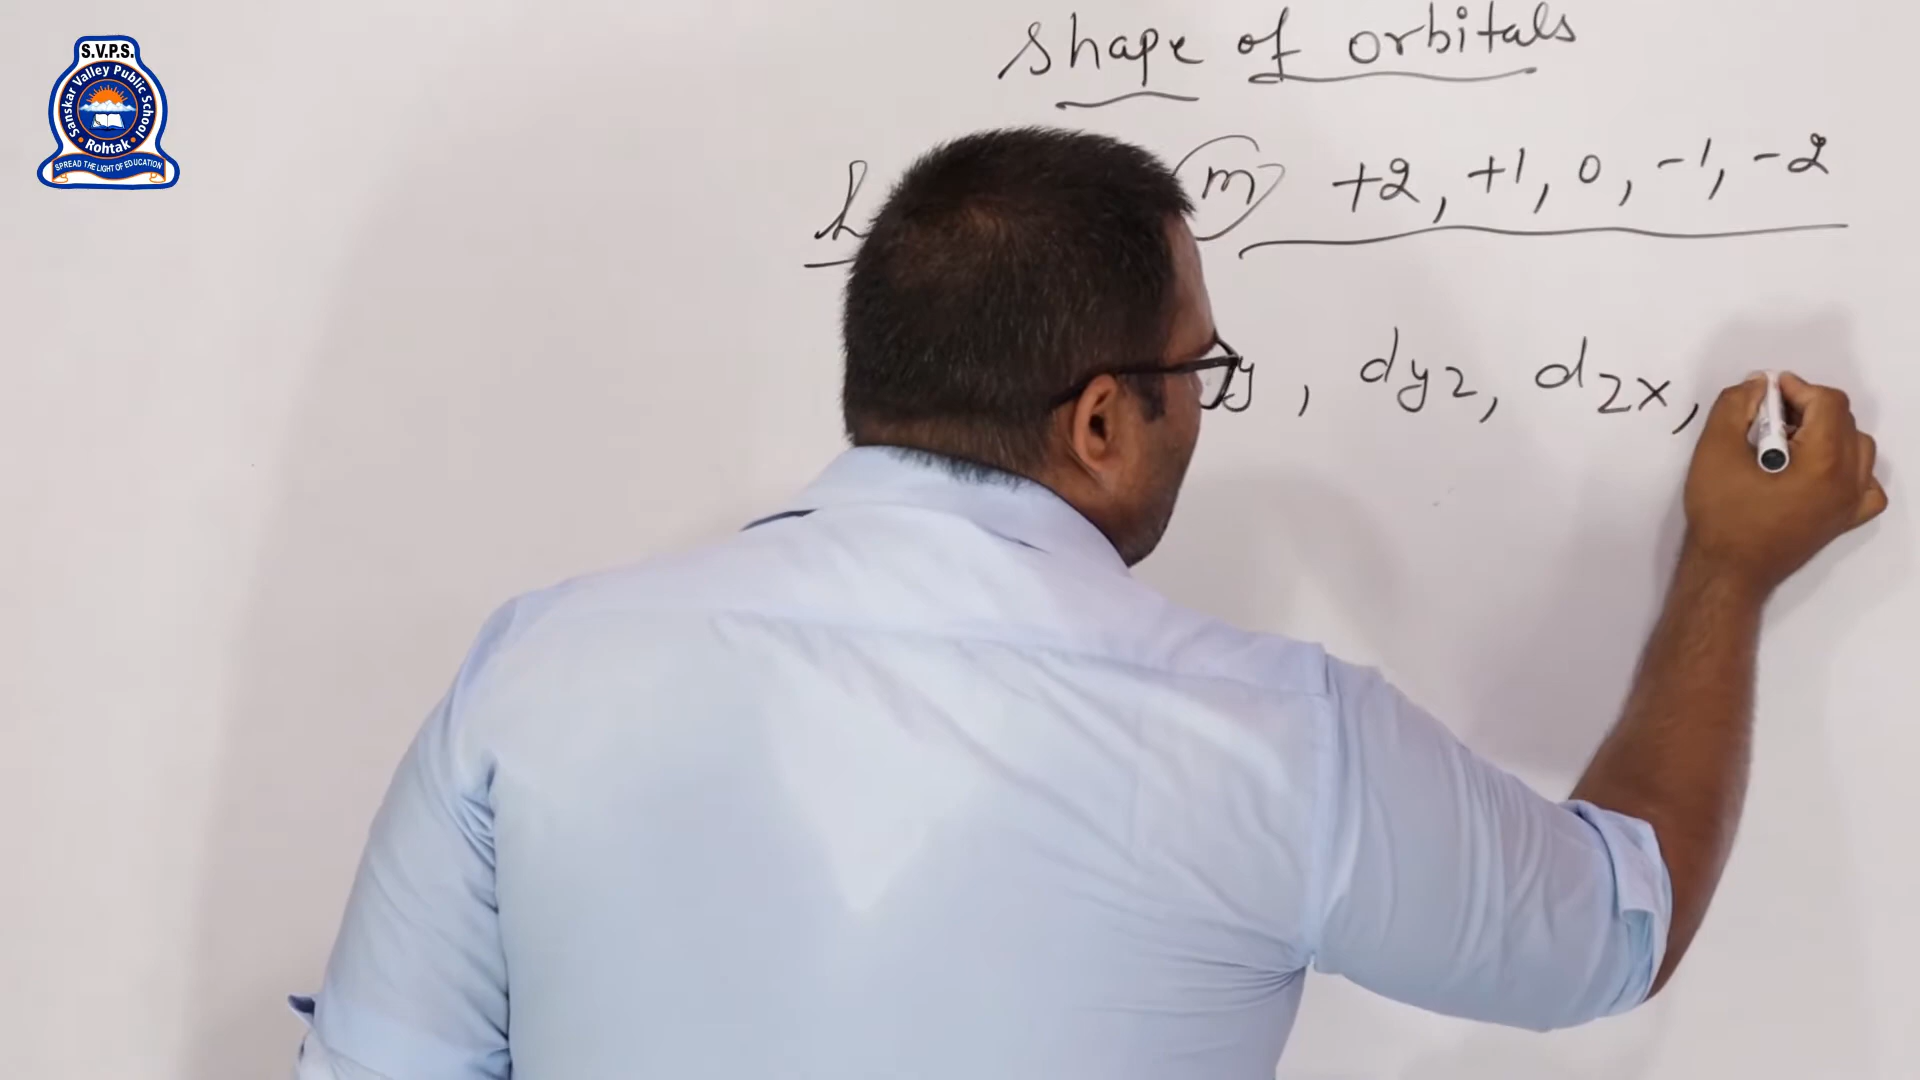 S.V.P.S.
Sanskar Valley Public School
Rohtak
SPREAD THE LIGHT OF EDUCATION
shape of orbitals
m +2, +1, 0, -1, -2
y, dyz, dzx,